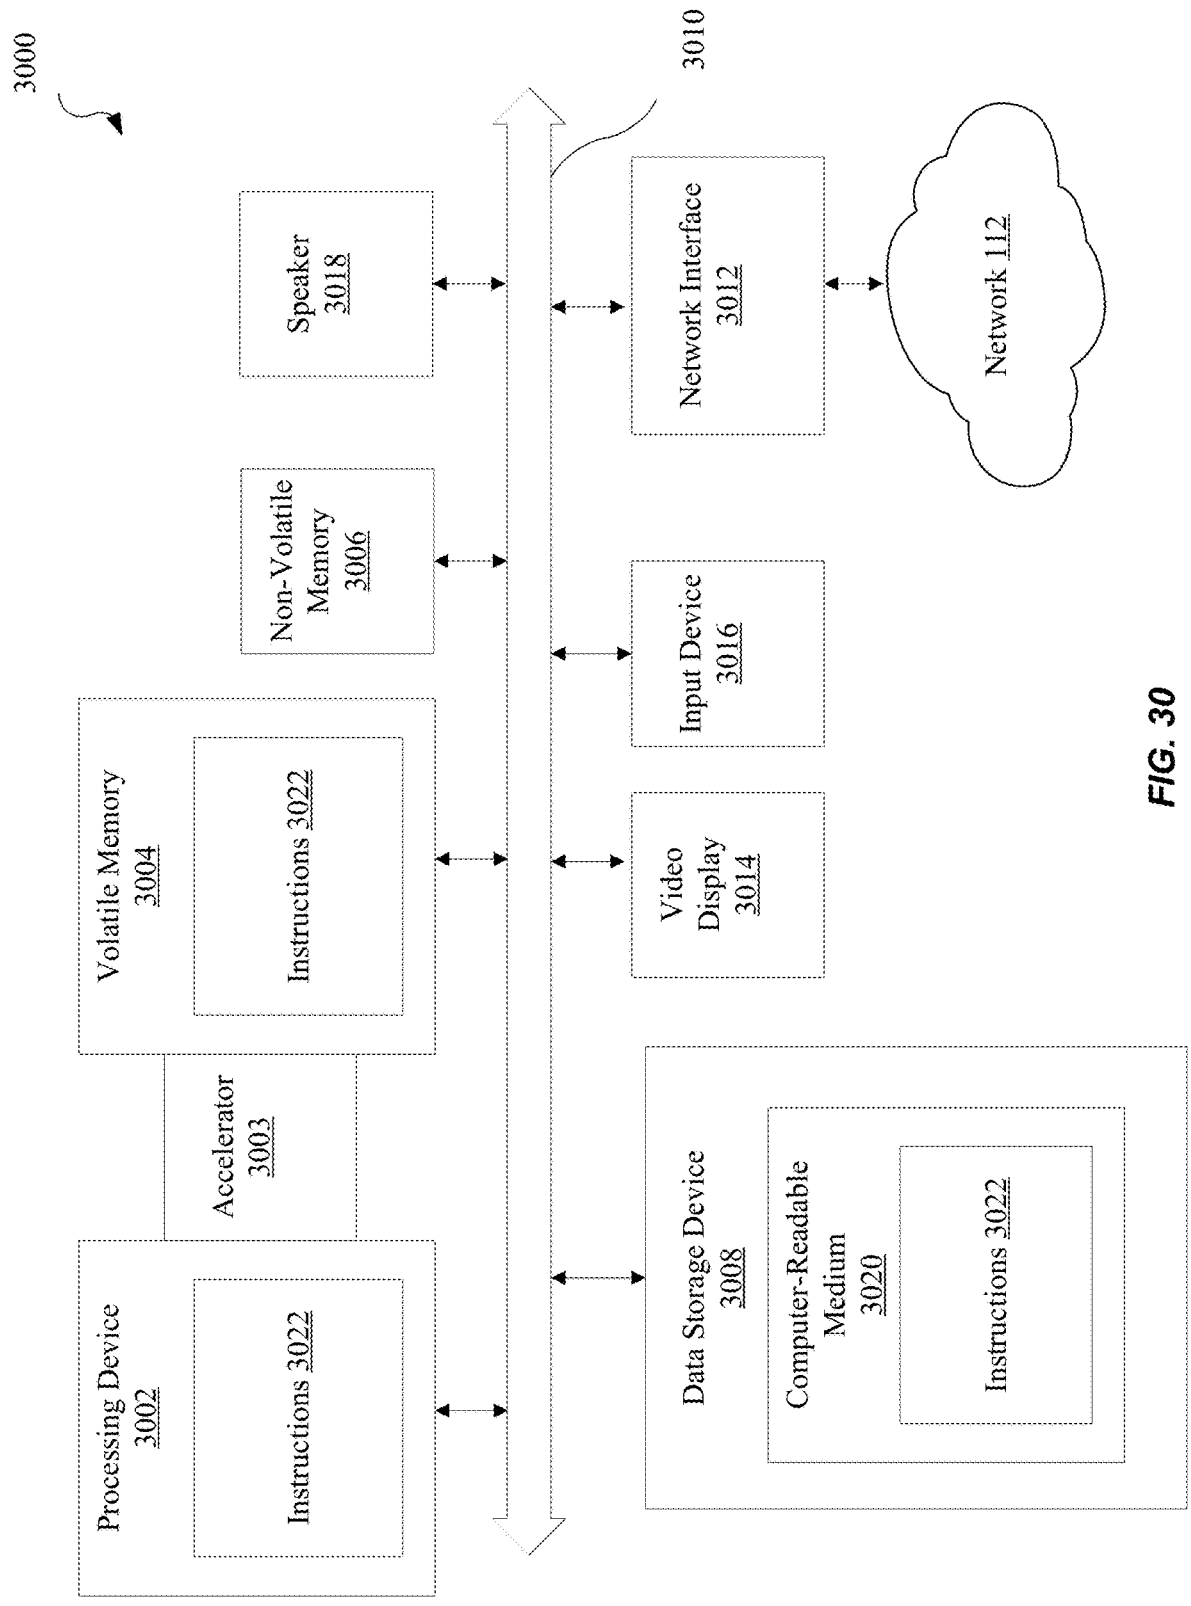 3000
Processing Device
3002
Instructions 3022
Accelerator
3003
Volatile Memory
3004
Instructions 3022
Non-Volatile
Memory
3006
Speaker
3018
3010
Data Storage Device
3008
Computer-Readable
Medium
3020
Instructions 3022
Video
Display
3014
Input Device
3016
Network Interface
3012
Network 112
FIG. 30